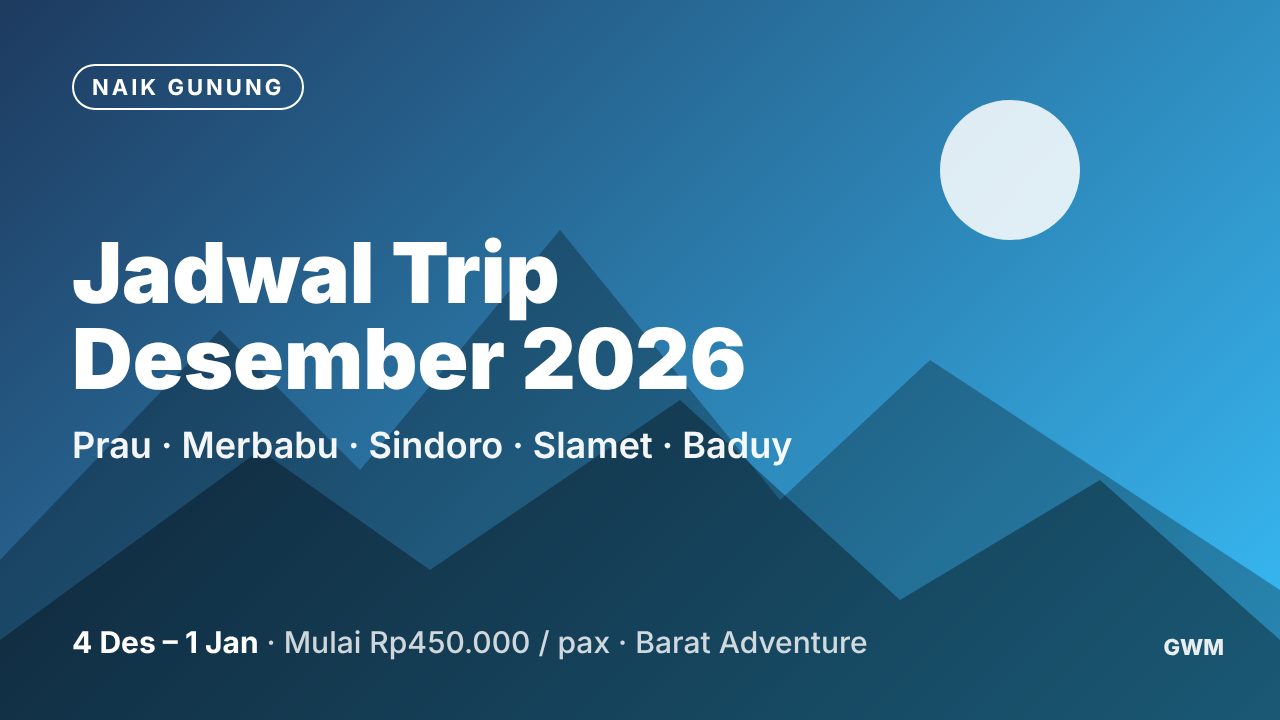 NAIK GUNUNG
Jadwal Trip
Desember 2026
Prau · Merbabu · Sindoro · Slamet · Baduy
4 Des – 1 Jan · Mulai Rp450.000 / pax · Barat Adventure
GWM